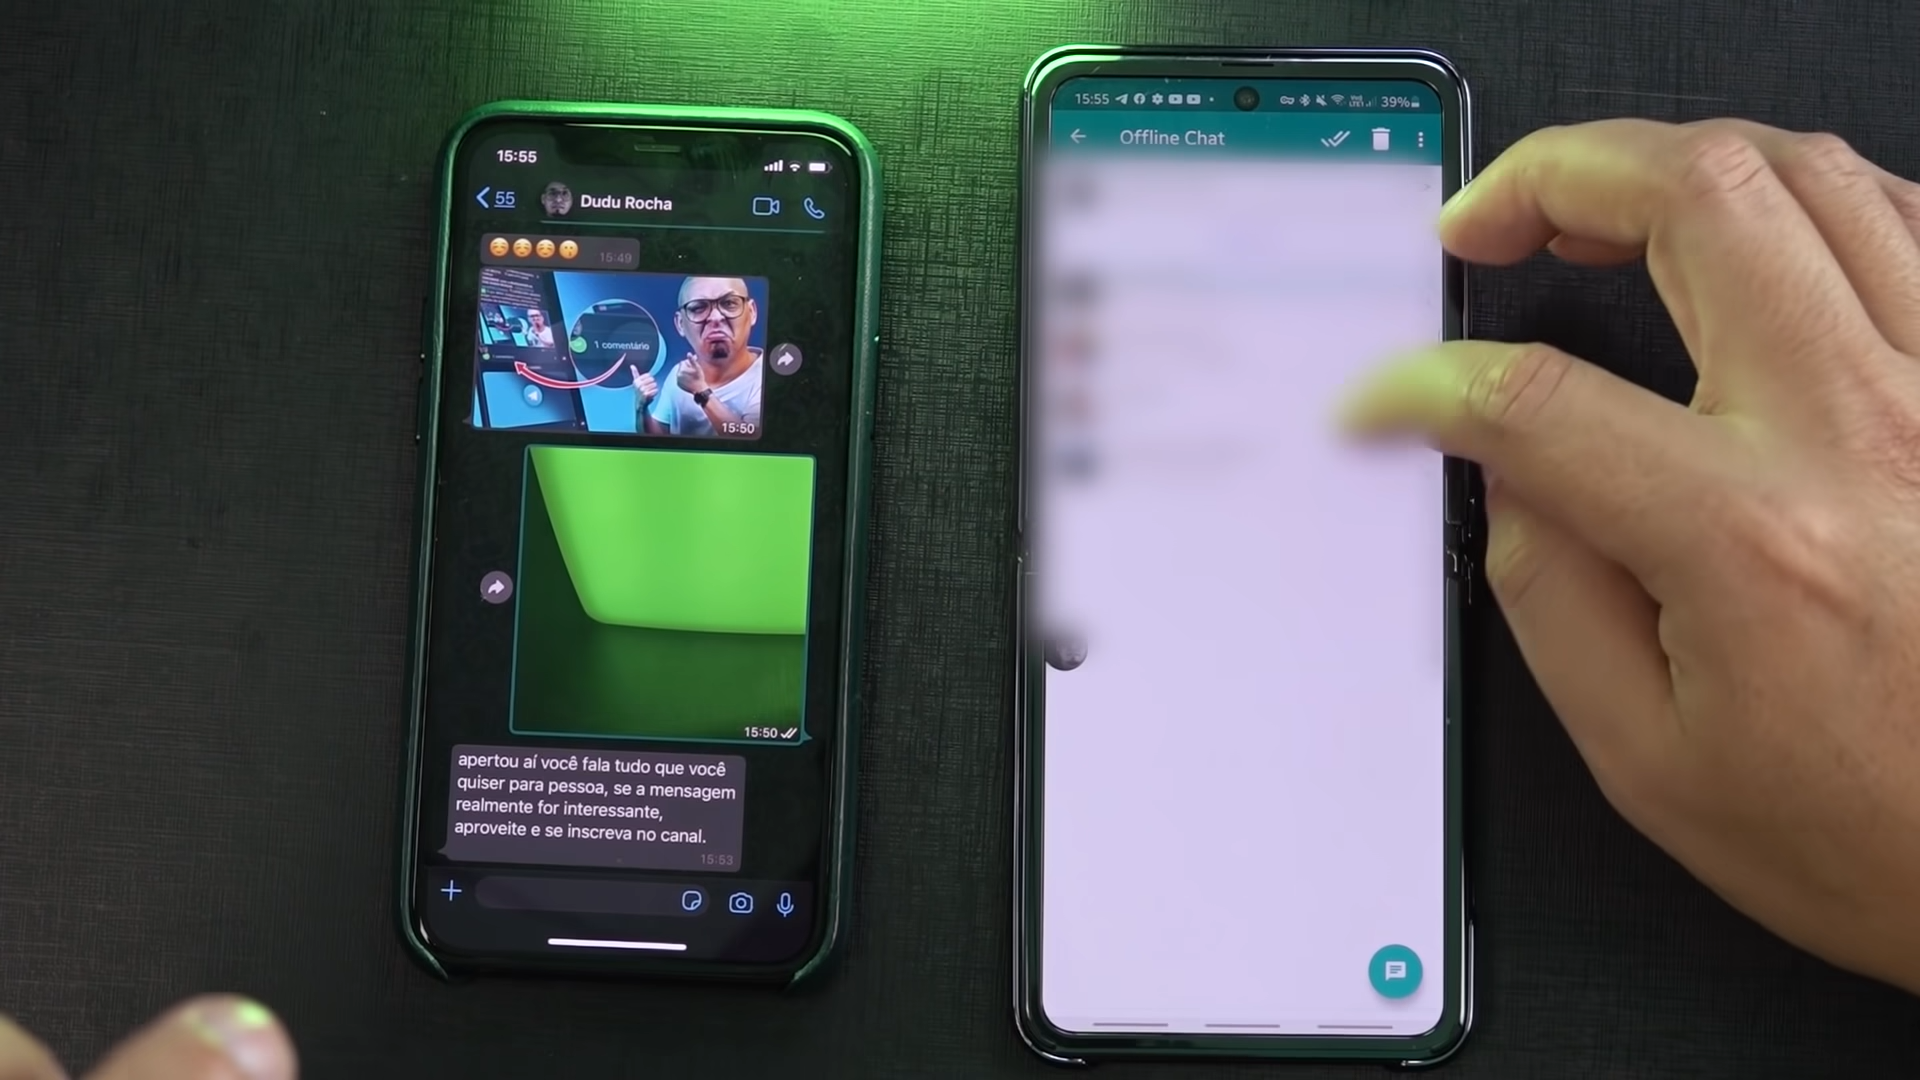 15:55
55
Dudu Rocha
15:49
1 comentário
15:50
15:50
apertou aí você fala tudo que você
quiser para pessoa, se a mensagem
realmente for interessante,
aproveite e se inscreva no canal.
15:53
15:55
39%
Offline Chat